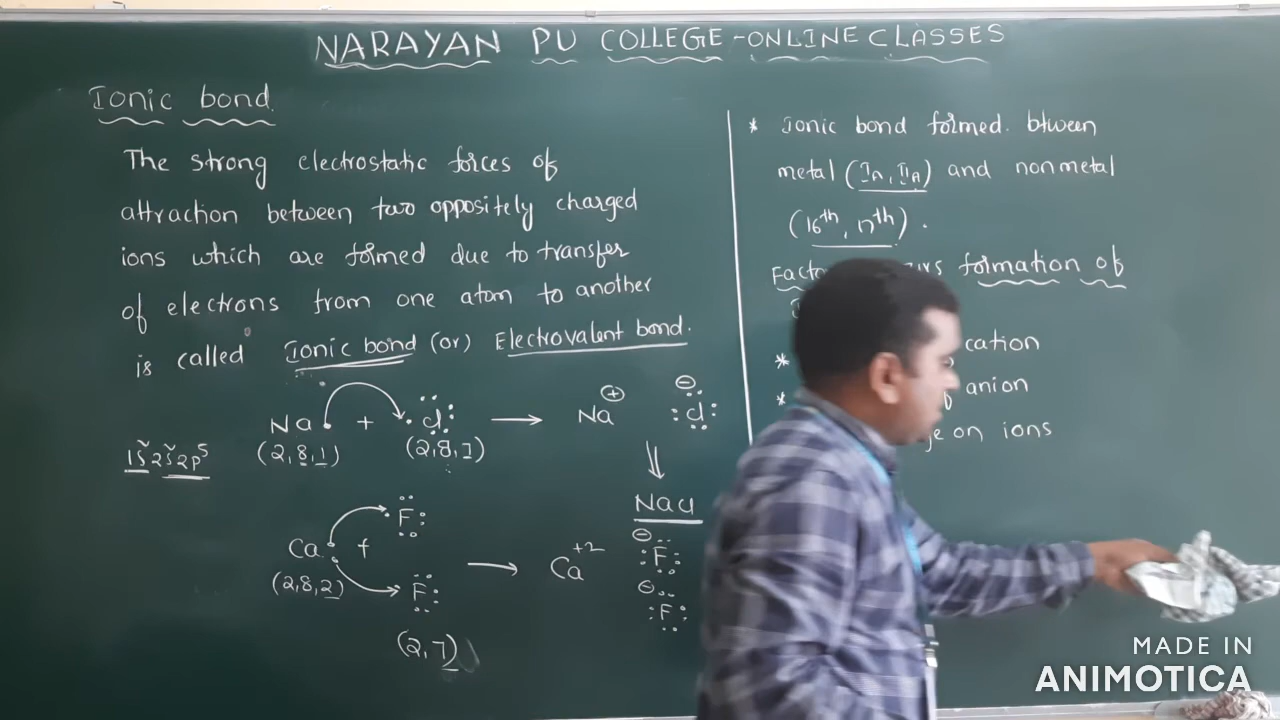 NARAYAN PU COLLEGE-ONLINE CLASSES
Ionic bond
The strong electrostatic forces of
attraction between two oppositely charged
ions which are formed due to transfer
of electrons from one atom to another
is called Ionic bond (or) Electrovalent bond.
Na + Cl → Na⊕ Cl⊖
(2,8,1) (2,8,7)
1s²2s²2p⁵
⇓
NaCl
F
Ca + → Ca⁺² F⊖
(2,8,2) F F⊖
(2,7)
* Ionic bond formed. btween
metal (IA, IIA) and nonmetal
(16th, 17th).
formation of
* cation
* anion
on ions
MADE IN
ANIMOTICA